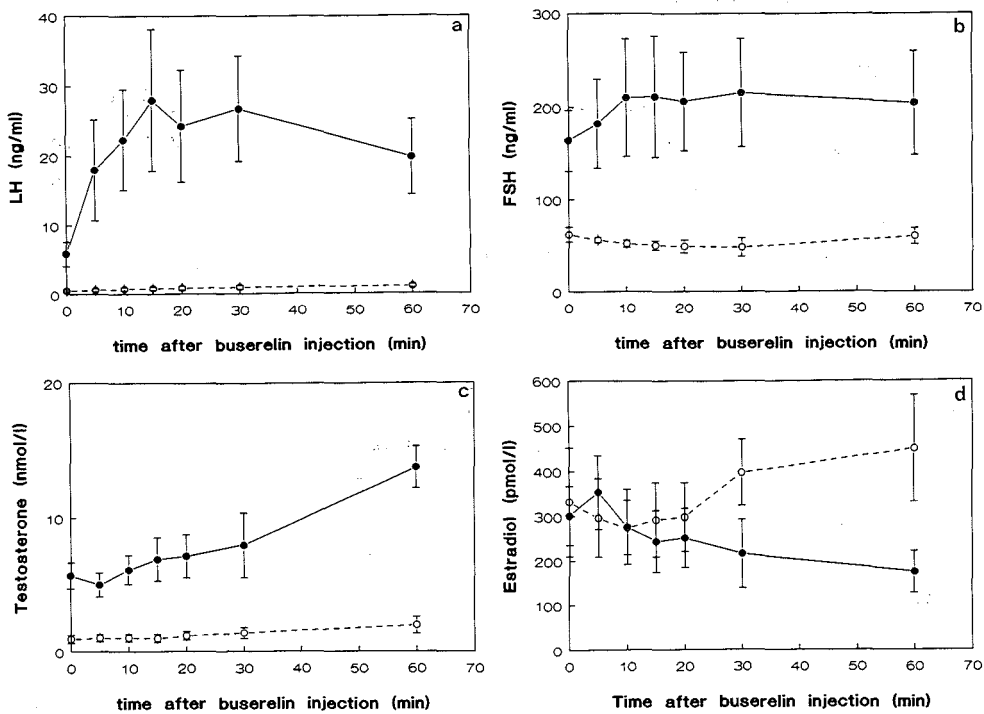 a
LH (ng/ml)
40
30
20
10
0
0 10 20 30 40 50 60 70
time after buserelin injection (min)
b
FSH (ng/ml)
300
200
100
0
0 10 20 30 40 50 60 70
time after buserelin injection (min)
c
Testosterone (nmol/l)
20
10
0
0 10 20 30 40 50 60 70
time after buserelin injection (min)
d
Estradiol (pmol/l)
600
500
400
300
200
100
0
0 10 20 30 40 50 60 70
Time after buserelin injection (min)